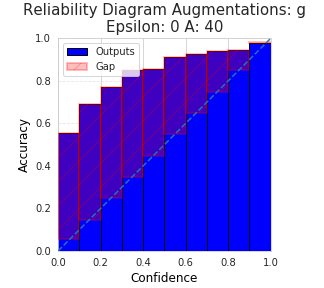 Reliability Diagram Augmentations: g
Epsilon: 0 A: 40
Outputs
Gap
1.0
0.8
0.6
0.4
0.2
0.0
Accuracy
0.0 0.2 0.4 0.6 0.8 1.0
Confidence